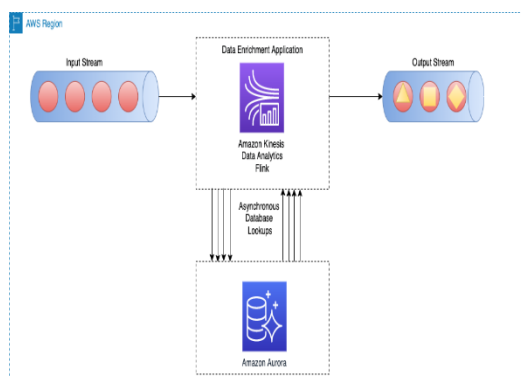 AWS Region
Input Stream
Data Enrichment Application
Output Stream
Amazon Kinesis
Data Analytics
Flink
Asynchronous
Database
Lookups
Amazon Aurora